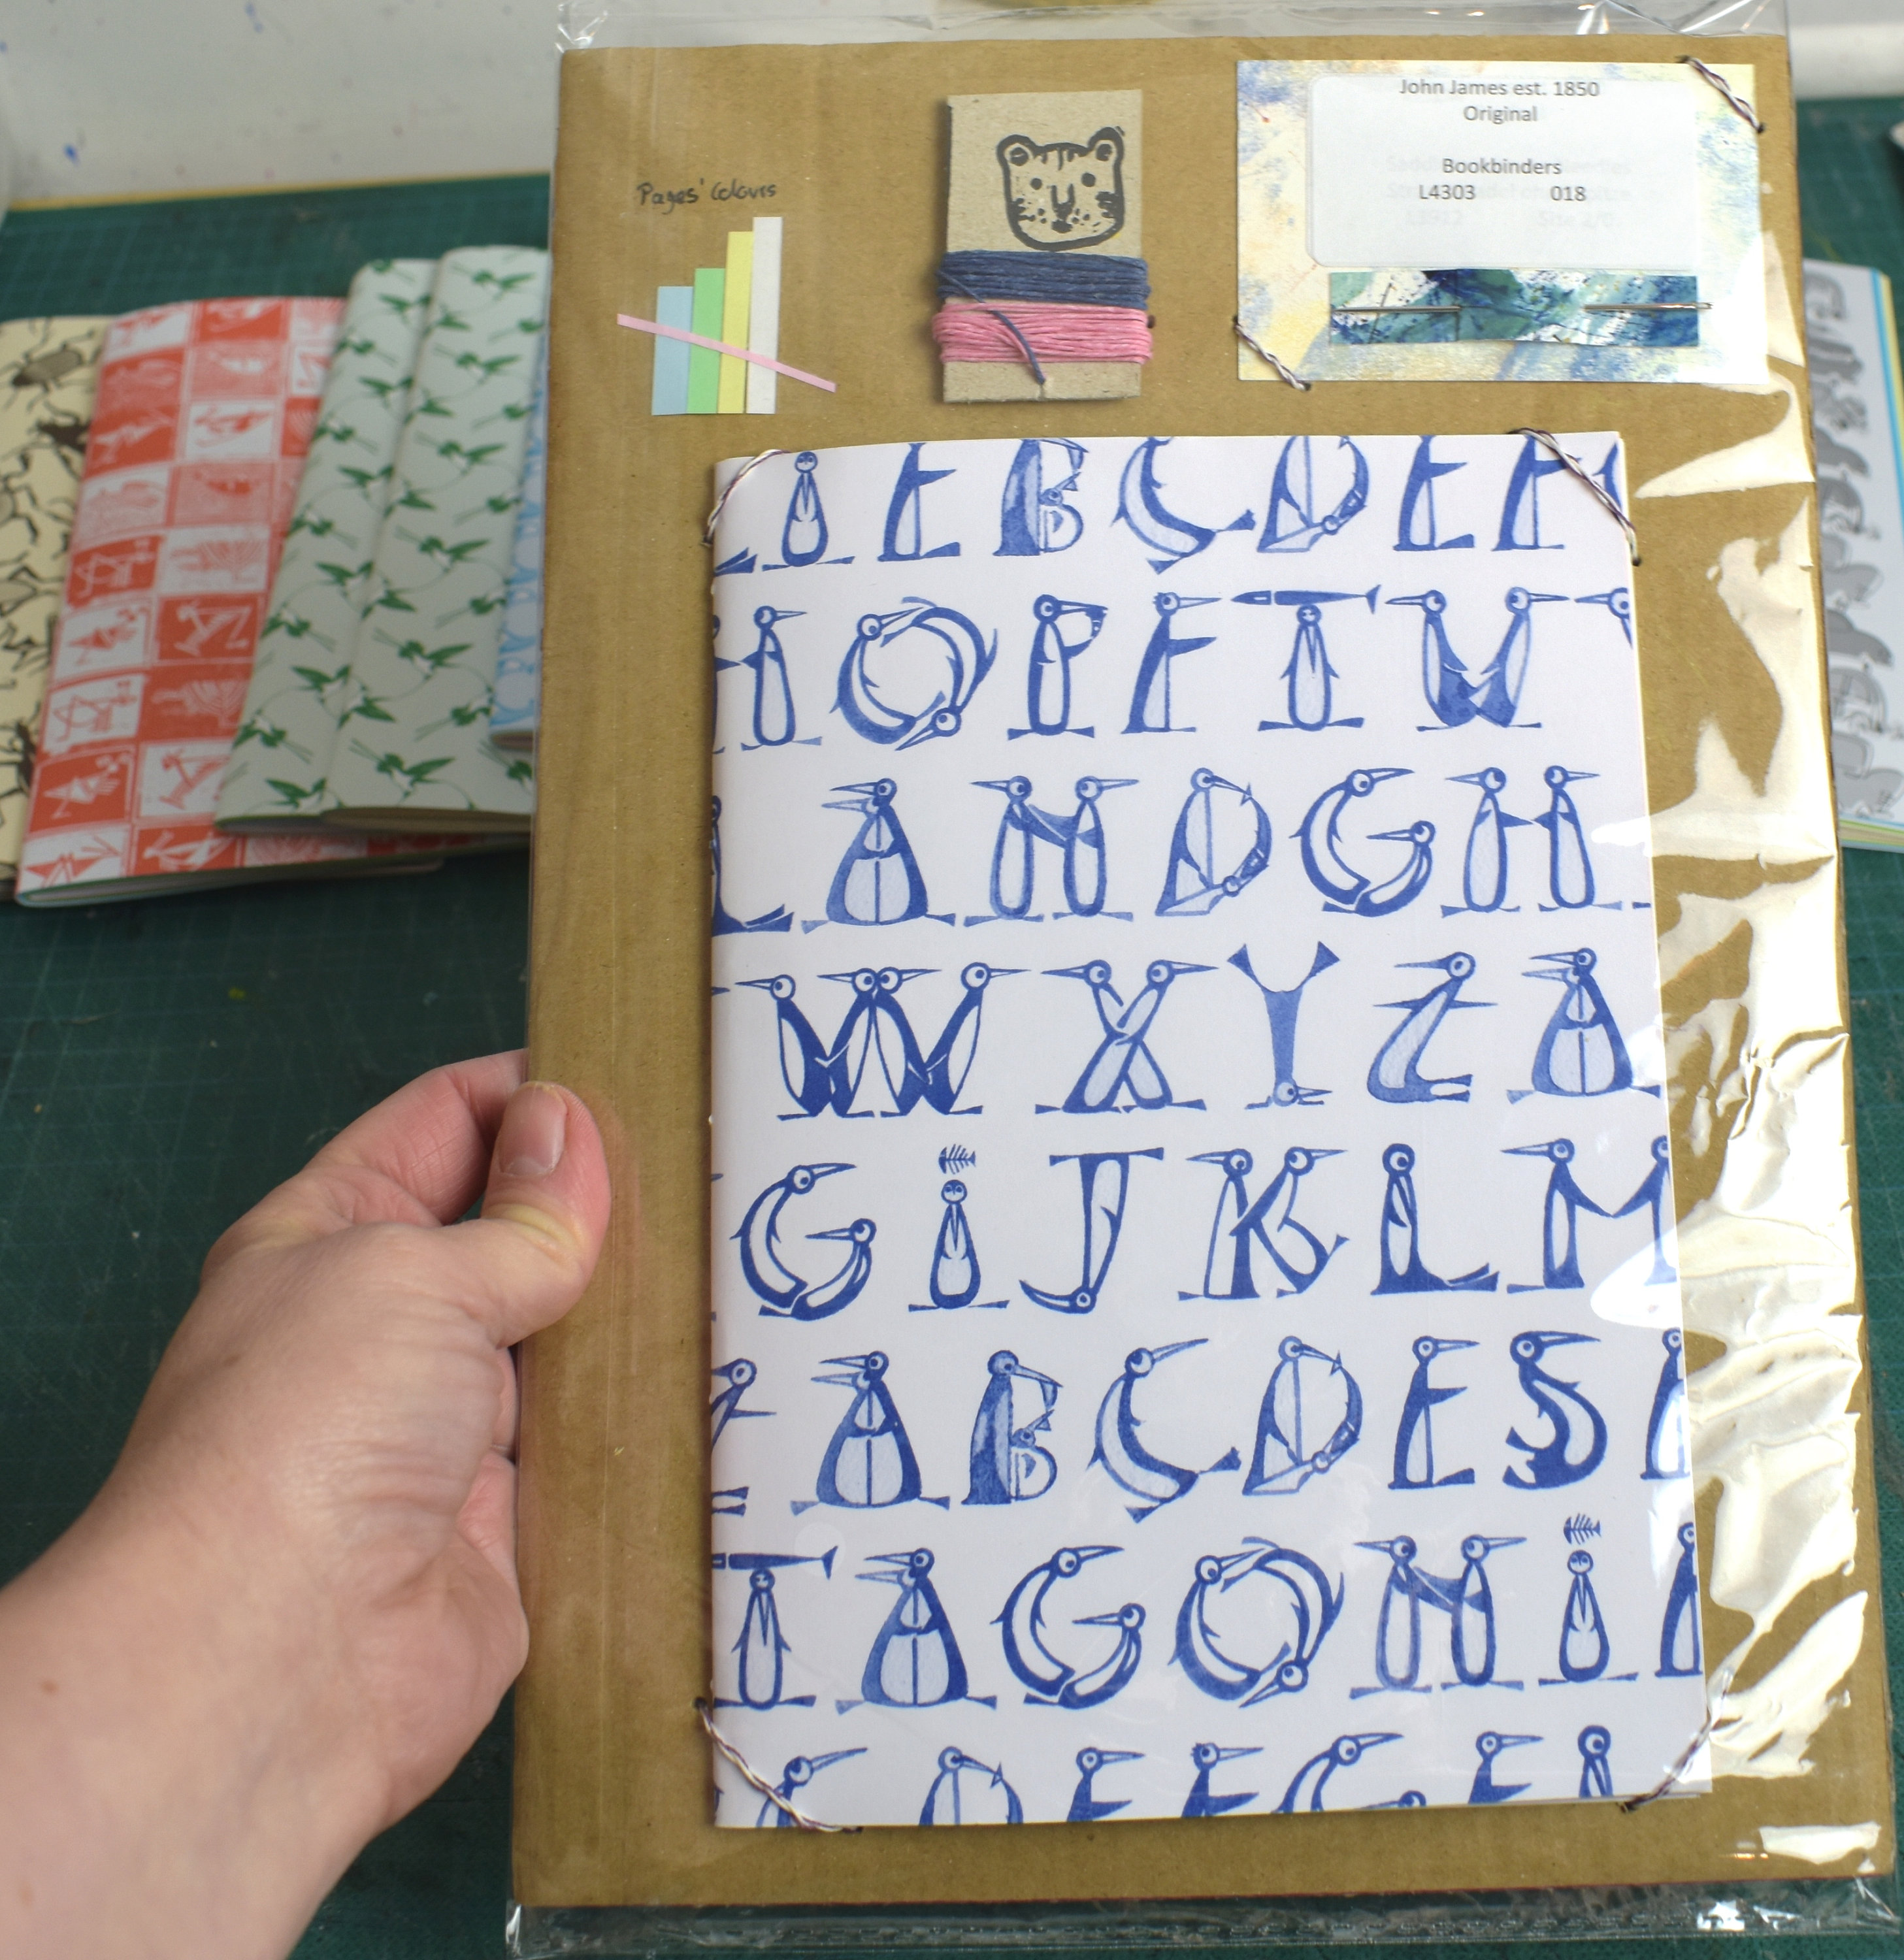 Pages' Colours
John James est. 1850
Original
Bookbinders
L4303 018
I E B C D E F
H O P F T U
L A N D G H
W X Y Z A
G i J K L M
Z A B C D E S
T A G O N i